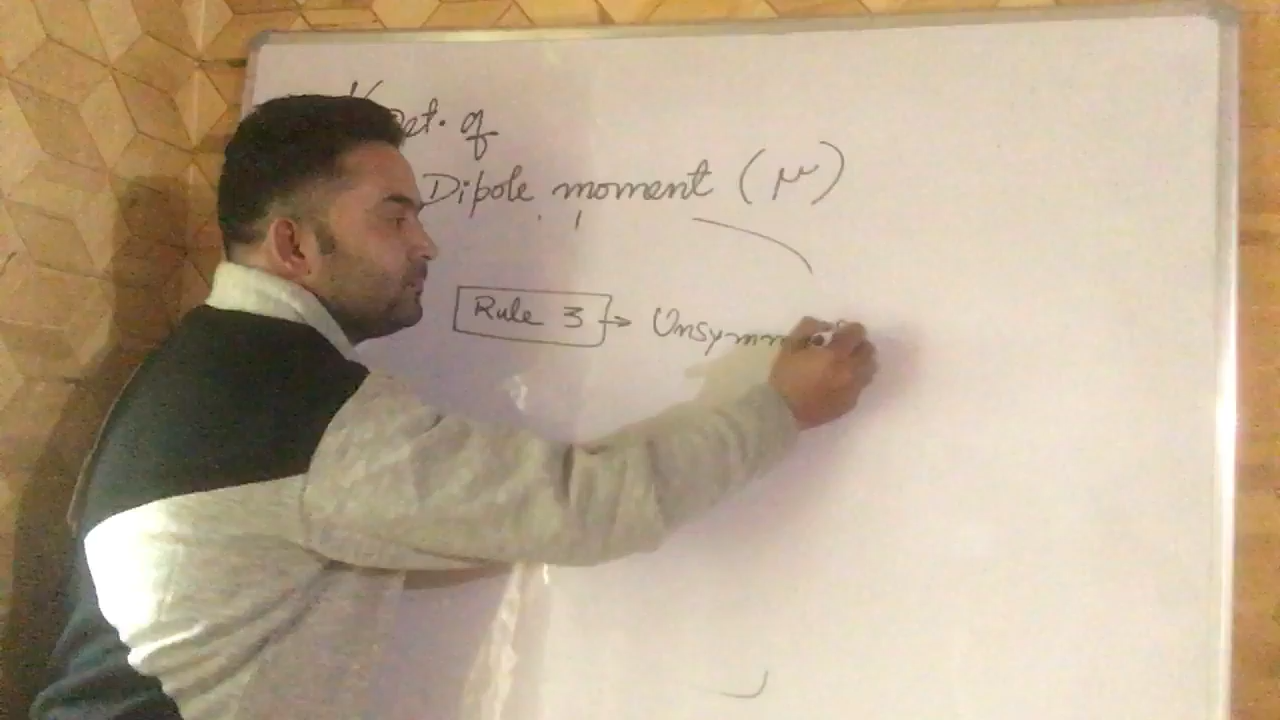 Det. of
Dipole moment (μ)
Rule 3 → Unsymm